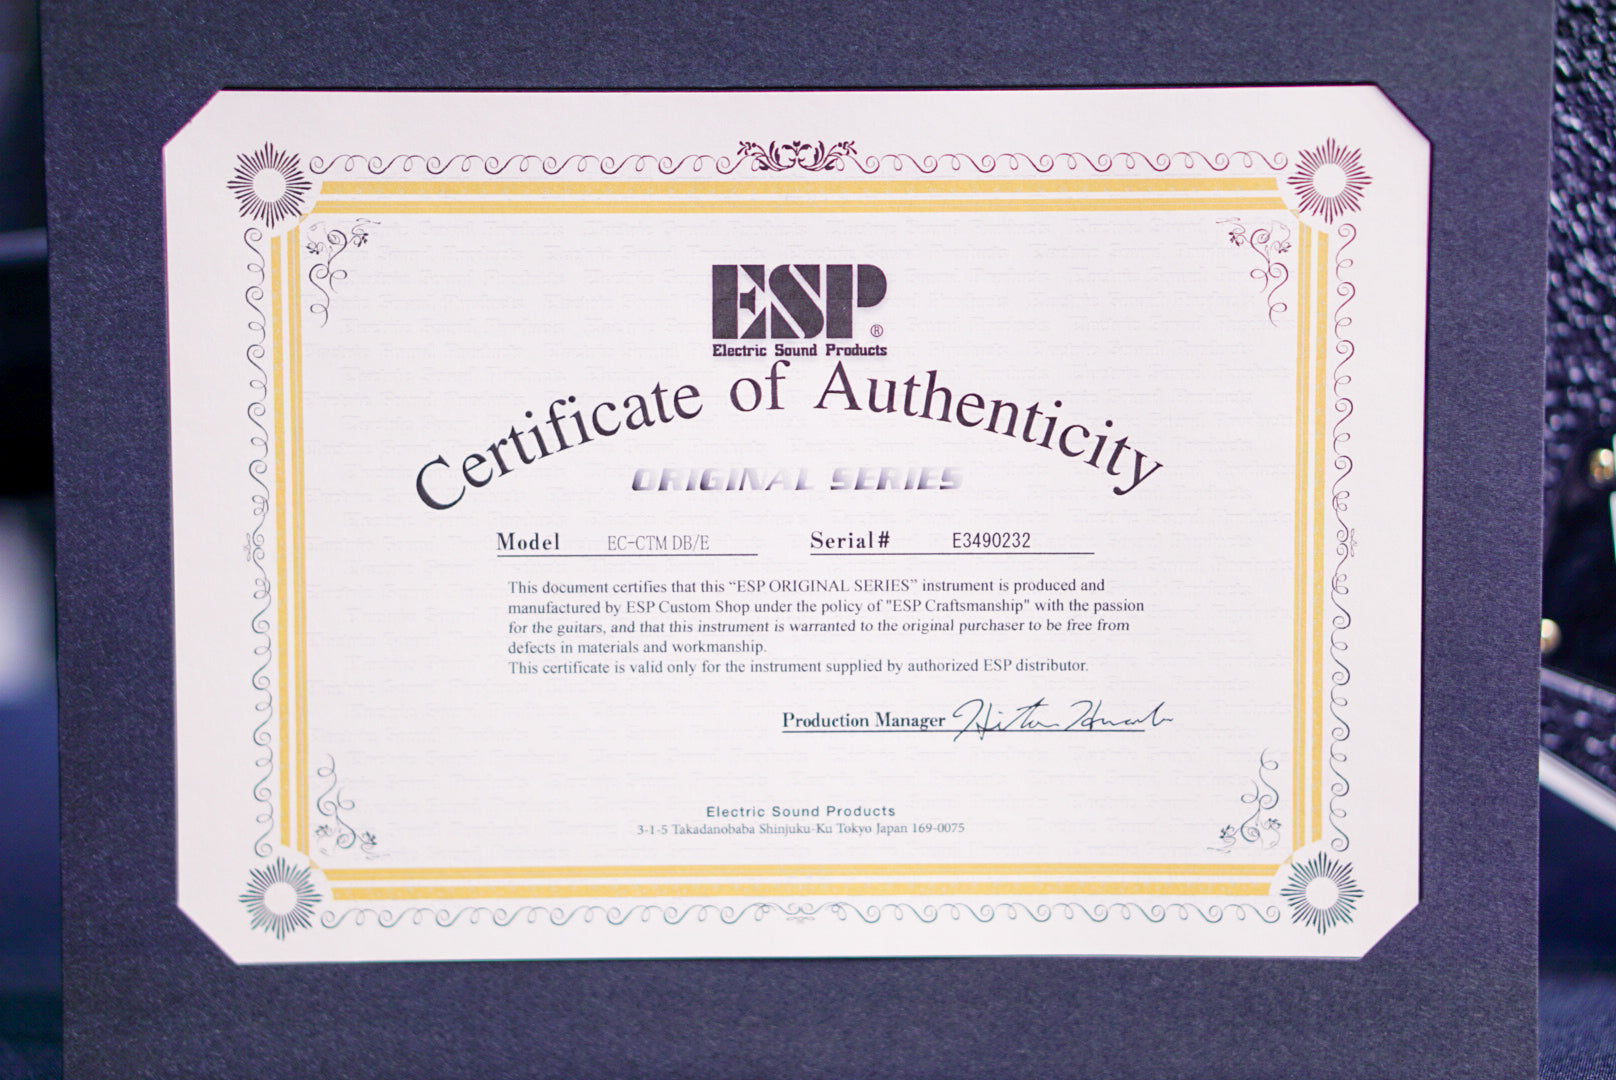 ESP®
Electric Sound Products
Certificate of Authenticity
ORIGINAL SERIES
Model EC-CTM DB/E Serial# E3490232
This document certifies that this “ESP ORIGINAL SERIES” instrument is produced and
manufactured by ESP Custom Shop under the policy of "ESP Craftsmanship" with the passion
for the guitars, and that this instrument is warranted to the original purchaser to be free from
defects in materials and workmanship.
This certificate is valid only for the instrument supplied by authorized ESP distributor.
Production Manager
Electric Sound Products
3-1-5 Takadanobaba Shinjuku-Ku Tokyo Japan 169-0075